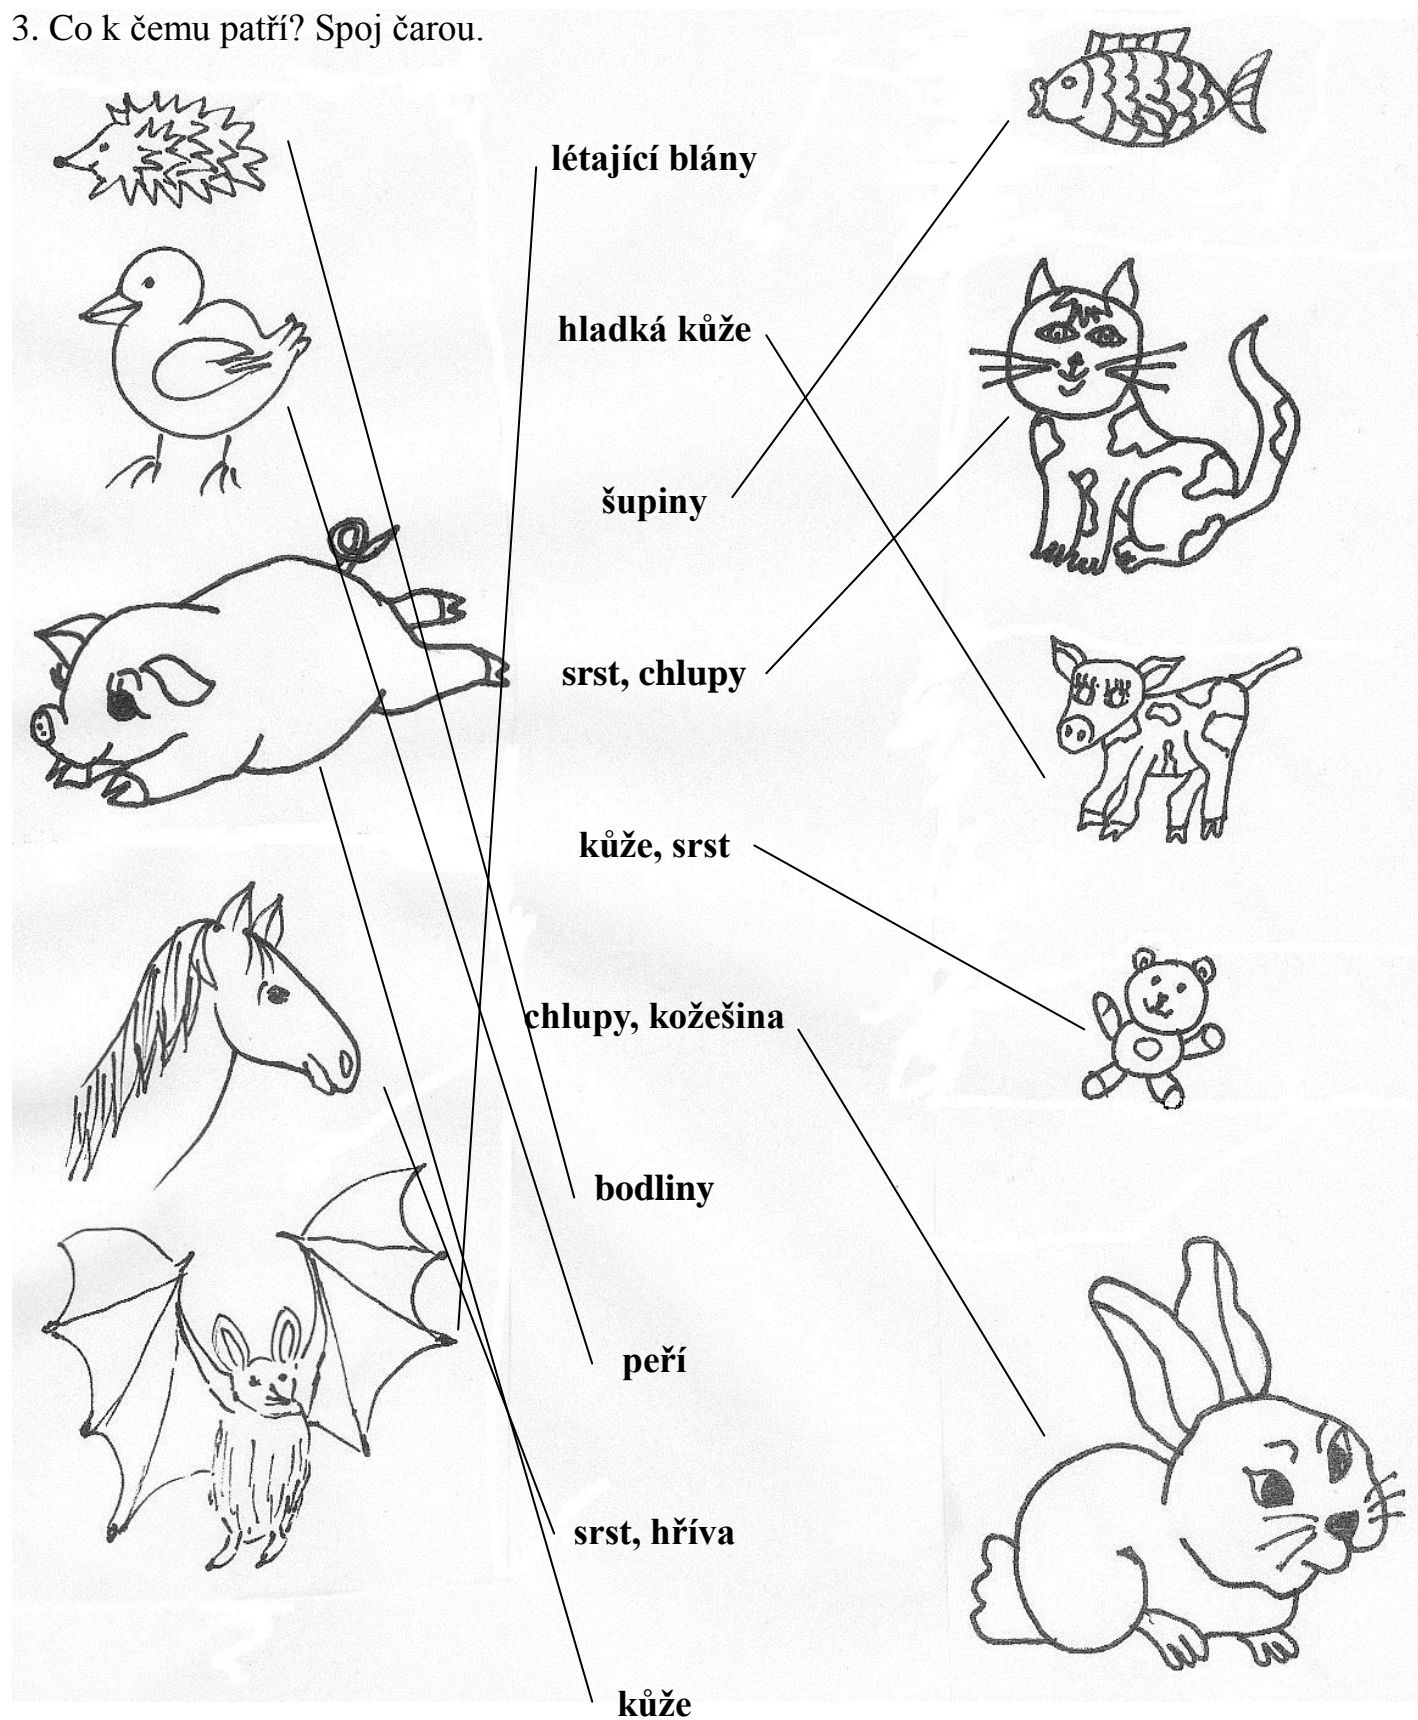 3. Co k čemu patří? Spoj čarou.
létající blány
hladká kůže
šupiny
srst, chlupy
kůže, srst
chlupy, kožešina
bodliny
peří
srst, hříva
kůže